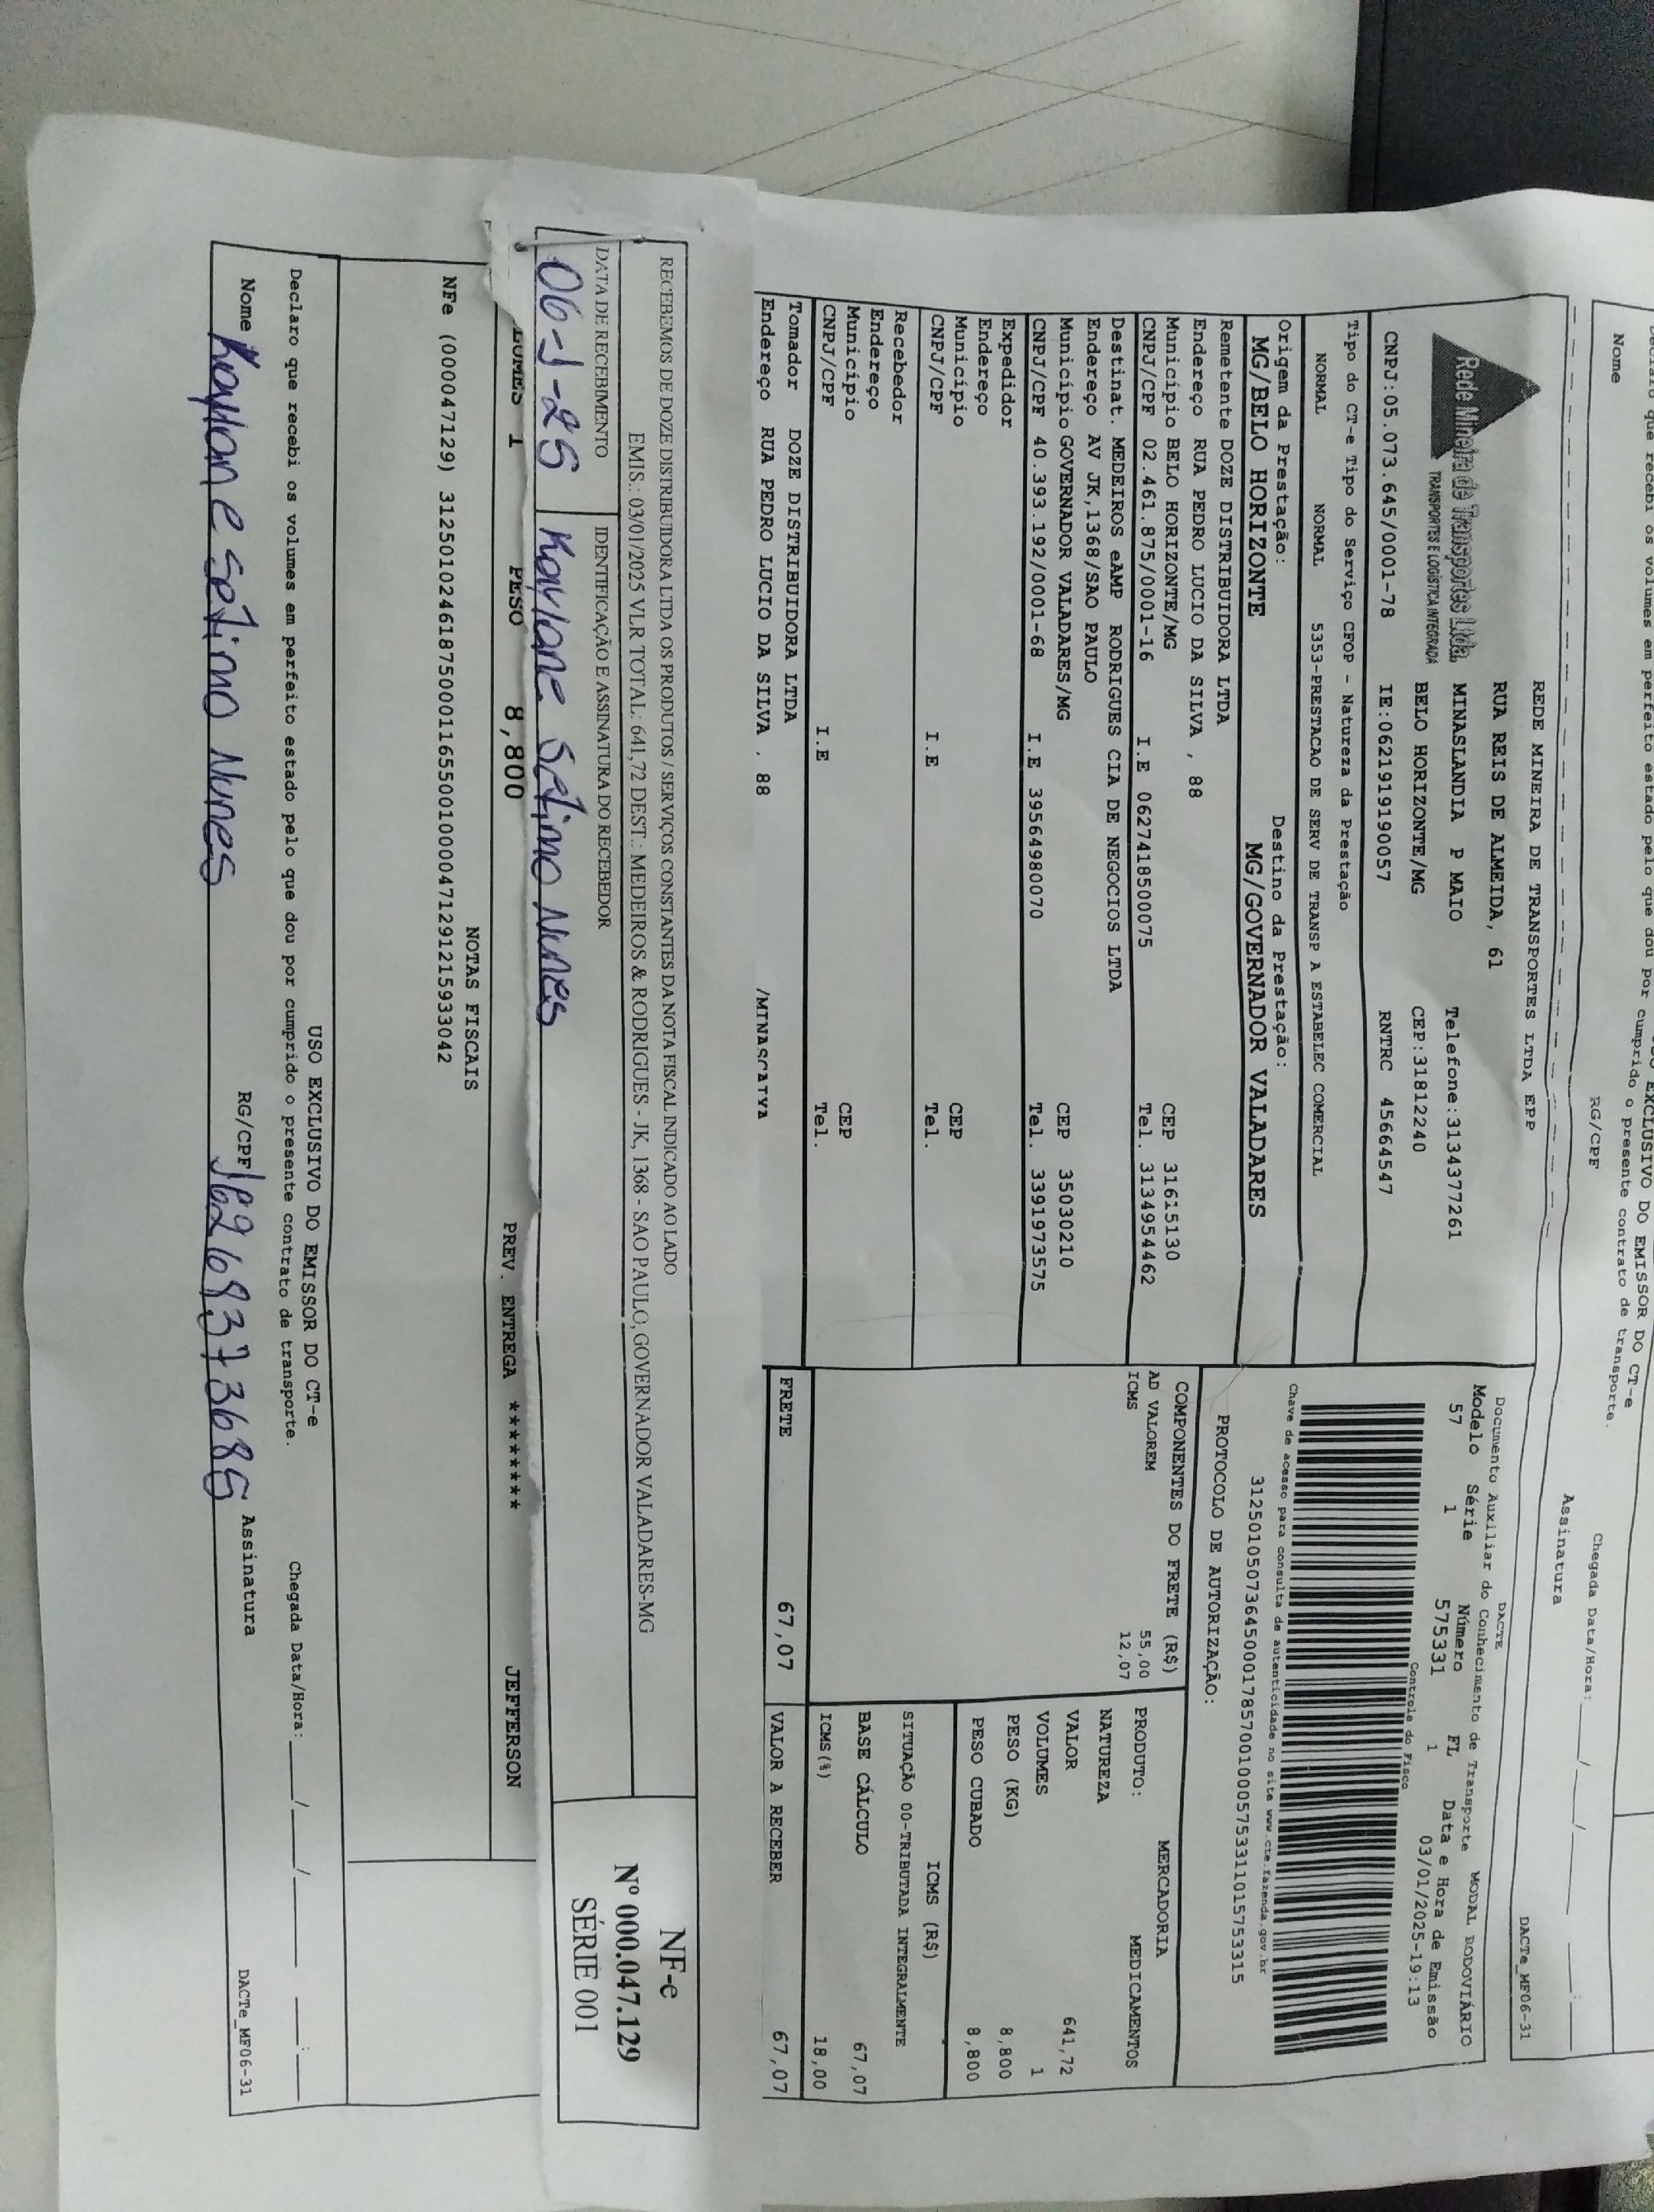 Declaro que recebi os volumes em perfeito estado pelo que dou por cumprido o presente contrato de transporte.
USO EXCLUSIVO DO EMISSOR DO CT-e
Nome RG/CPF Assinatura
Chegada Data/Hora: / / :
DACTe_MF06-31
Rede Mineira de Transportes Ltda.
TRANSPORTES E LOGÍSTICA INTEGRADA
REDE MINEIRA DE TRANSPORTES LTDA EPP
RUA REIS DE ALMEIDA, 61
MINASLANDIA P MAIO Telefone:3134377261
BELO HORIZONTE/MG CEP:31812240
CNPJ:05.073.645/0001-78 IE:0621919190057 RNTRC 45664547
DACTE
Documento Auxiliar do Conhecimento de Transporte MODAL RODOVIÁRIO
Modelo Série Número FL Data e Hora de Emissão
57 1 575331 1 03/01/2025-19:13
Controle do Fisco
Chave de acesso para consulta de autenticidade no site www.cte.fazenda.gov.br
31250105073645000178570010005753311015753315
PROTOCOLO DE AUTORIZAÇÃO:
Tipo do CT-e Tipo do Serviço CFOP - Natureza da Prestação
NORMAL NORMAL 5353-PRESTACAO DE SERV DE TRANSP A ESTABELEC COMERCIAL
Origem da Prestação: Destino da Prestação:
MG/BELO HORIZONTE MG/GOVERNADOR VALADARES
Remetente DOZE DISTRIBUIDORA LTDA
Endereço RUA PEDRO LUCIO DA SILVA , 88
Município BELO HORIZONTE/MG CEP 31615130
CNPJ/CPF 02.461.875/0001-16 I.E 0627418500075 Tel. 3134954462
Destinat. MEDEIROS eAMP RODRIGUES CIA DE NEGOCIOS LTDA
Endereço AV JK,1368/SAO PAULO
Município GOVERNADOR VALADARES/MG CEP 35030210
CNPJ/CPF 40.393.192/0001-68 I.E 39564980070 Tel. 3391973575
Expedidor
Endereço
Município CEP
CNPJ/CPF I.E Tel.
Recebedor
Endereço
Município CEP
CNPJ/CPF I.E Tel.
Tomador DOZE DISTRIBUIDORA LTDA
Endereço RUA PEDRO LUCIO DA SILVA , 88
COMPONENTES DO FRETE (R$)
AD VALOREM 55,00
ICMS 12,07
FRETE 67,07
MERCADORIA
PRODUTO: MEDICAMENTOS
NATUREZA
VALOR 641,72
VOLUMES 1
PESO (KG) 8,800
PESO CUBADO 8,800
ICMS (R$)
SITUAÇÃO 00-TRIBUTADA INTEGRALMENTE
BASE CÁLCULO 67,07
ICMS(%) 18,00
VALOR A RECEBER 67,07
RECEBEMOS DE DOZE DISTRIBUIDORA LTDA OS PRODUTOS / SERVIÇOS CONSTANTES DA NOTA FISCAL INDICADO AO LADO
EMIS.: 03/01/2025 VLR TOTAL: 641,72 DEST.: MEDEIROS & RODRIGUES - JK, 1368 - SAO PAULO, GOVERNADOR VALADARES-MG
DATA DE RECEBIMENTO IDENTIFICAÇÃO E ASSINATURA DO RECEBEDOR
06-1-25 Kaylane Sétimo Nunes
NF-e
Nº 000.047.129
SÉRIE 001
1 PESO 8,800 PREV. ENTREGA ******** JEFFERSON
NOTAS FISCAIS
NFe (000047129) 31250102461875000116550010000471291215933042
USO EXCLUSIVO DO EMISSOR DO CT-e
Declaro que recebi os volumes em perfeito estado pelo que dou por cumprido o presente contrato de transporte.
Chegada Data/Hora: / / :
Nome Kaylane Sétimo Nunes RG/CPF Assinatura
DACTe_MF06-31